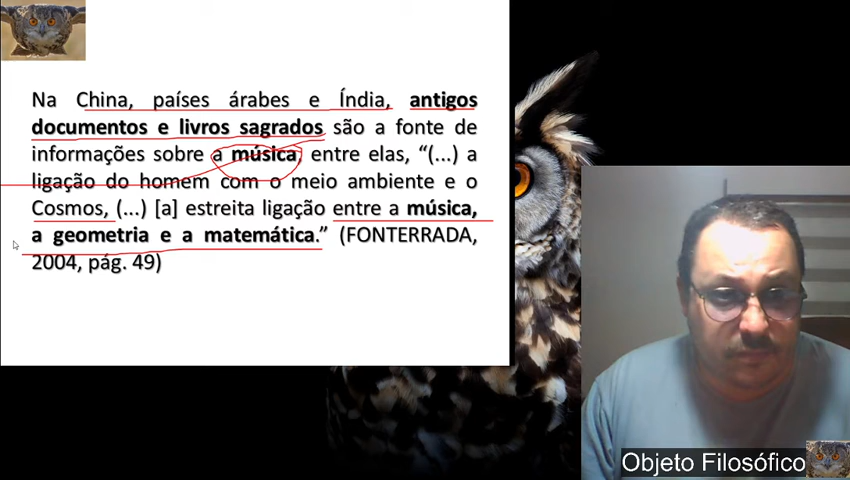 Na China, países árabes e Índia, antigos
documentos e livros sagrados são a fonte de
informações sobre a música, entre elas, “(...) a
ligação do homem com o meio ambiente e o
Cosmos, (...) [a] estreita ligação entre a música,
a geometria e a matemática.” (FONTERRADA,
2004, pág. 49)
Objeto Filosófico